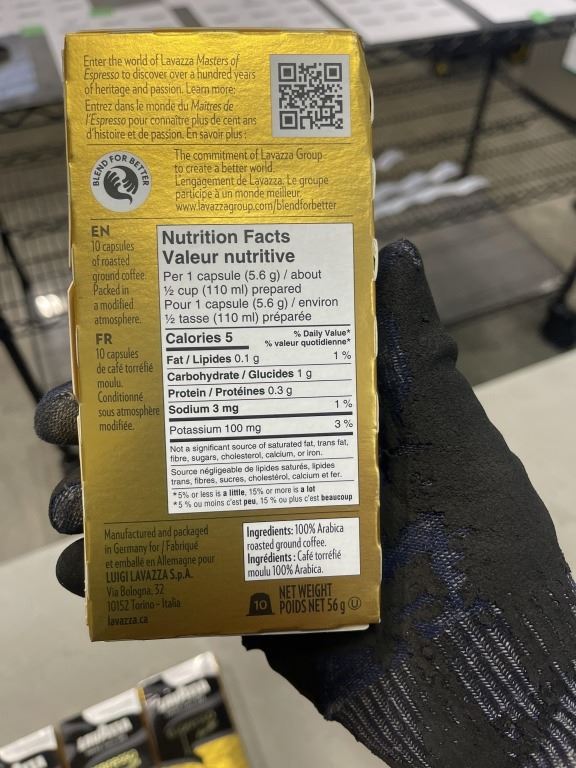 Enter the world of Lavazza Masters of
Espresso to discover over a hundred years
of heritage and passion. Learn more:
Entrez dans le monde du Maitres de
l'Espresso pour connaître plus de cent ans
d'histoire et de passion. En savoir plus :
BLEND FOR BETTER
The commitment of Lavazza Group
to create a better world.
L'engagement de Lavazza. Le groupe
participe à un monde meilleur.
www.lavazzagroup.com/blendforbetter
EN
10 capsules
of roasted
ground coffee.
Packed in
a modified
atmosphere.
FR
10 capsules
de café torréfié
moulu.
Conditionné
sous atmosphère
modifiée.
Nutrition Facts
Valeur nutritive
Per 1 capsule (5.6 g) / about
½ cup (110 ml) prepared
Pour 1 capsule (5.6 g) / environ
½ tasse (110 ml) préparée
Calories 5
% Daily Value*
% valeur quotidienne*
Fat / Lipides 0.1 g 1 %
Carbohydrate / Glucides 1 g
Protein / Protéines 0.3 g
Sodium 3 mg 1 %
Potassium 100 mg 3 %
Not a significant source of saturated fat, trans fat,
fibre, sugars, cholesterol, calcium, or iron.
Source négligeable de lipides saturés, lipides
trans, fibres, sucres, cholestérol, calcium et fer.
*5% or less is a little, 15% or more is a lot
*5 % ou moins c'est peu, 15 % ou plus c'est beaucoup
Manufactured and packaged
in Germany for / Fabriqué
et emballé en Allemagne pour
LUIGI LAVAZZA S.p.A.
Via Bologna, 32
10152 Torino - Italia
lavazza.ca
Ingredients: 100% Arabica
roasted ground coffee.
Ingrédients : Café torréfié
moulu 100% Arabica.
10
NET WEIGHT
POIDS NET 56 g U